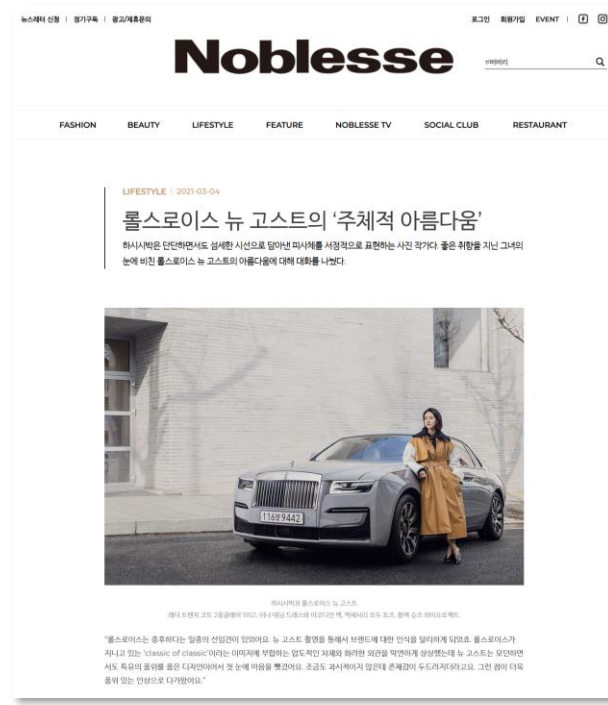 뉴스레터 신청 | 정기구독 | 광고/제휴문의
로그인 회원가입 EVENT |
Noblesse
FASHION BEAUTY LIFESTYLE FEATURE NOBLESSE TV SOCIAL CLUB RESTAURANT
LIFESTYLE | 2021-03-04
롤스로이스 뉴 고스트의 ‘주체적 아름다움’
하시시박은 단단하면서도 섬세한 시선으로 담아낸 피사체를 서정적으로 표현하는 사진 작가다. 좋은 취향을 지닌 그녀의
눈에 비친 롤스로이스 뉴 고스트의 아름다움에 대해 대화를 나눴다.
9442
하시시박과 롤스로이스 뉴 고스트.
"롤스로이스는 중후하다는 일종의 선입견이 있었어요. 뉴 고스트 촬영을 통해서 브랜드에 대한 인식을 달리하게 되었죠. 롤스로이스가
지니고 있는 'classic of classic'이라는 이미지에 부합하는 압도적인 차체와 화려한 외관을 막연하게 상상했는데 뉴 고스트는 모던하면
서도 특유의 품위를 품은 디자인이어서 첫 눈에 마음을 뺏겼어요. 조금도 과시적이지 않은데 존재감이 두드러지더라고요. 그런 점이 더욱
품위 있는 인상으로 다가왔어요."